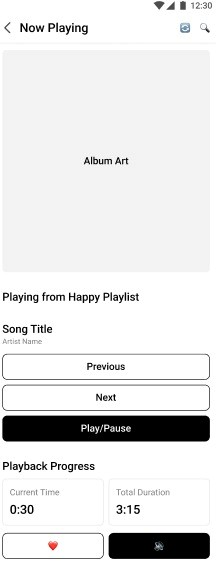 12:30
Now Playing
Album Art
Playing from Happy Playlist
Song Title
Artist Name
Previous
Next
Play/Pause
Playback Progress
Current Time
Total Duration
0:30
3:15